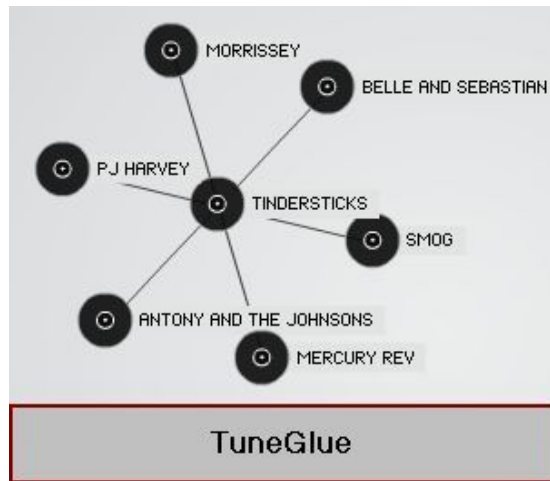 MORRISSEY
BELLE AND SEBASTIAN
PJ HARVEY
TINDERSTICKS
SMOG
ANTONY AND THE JOHNSONS
MERCURY REV
TuneGlue